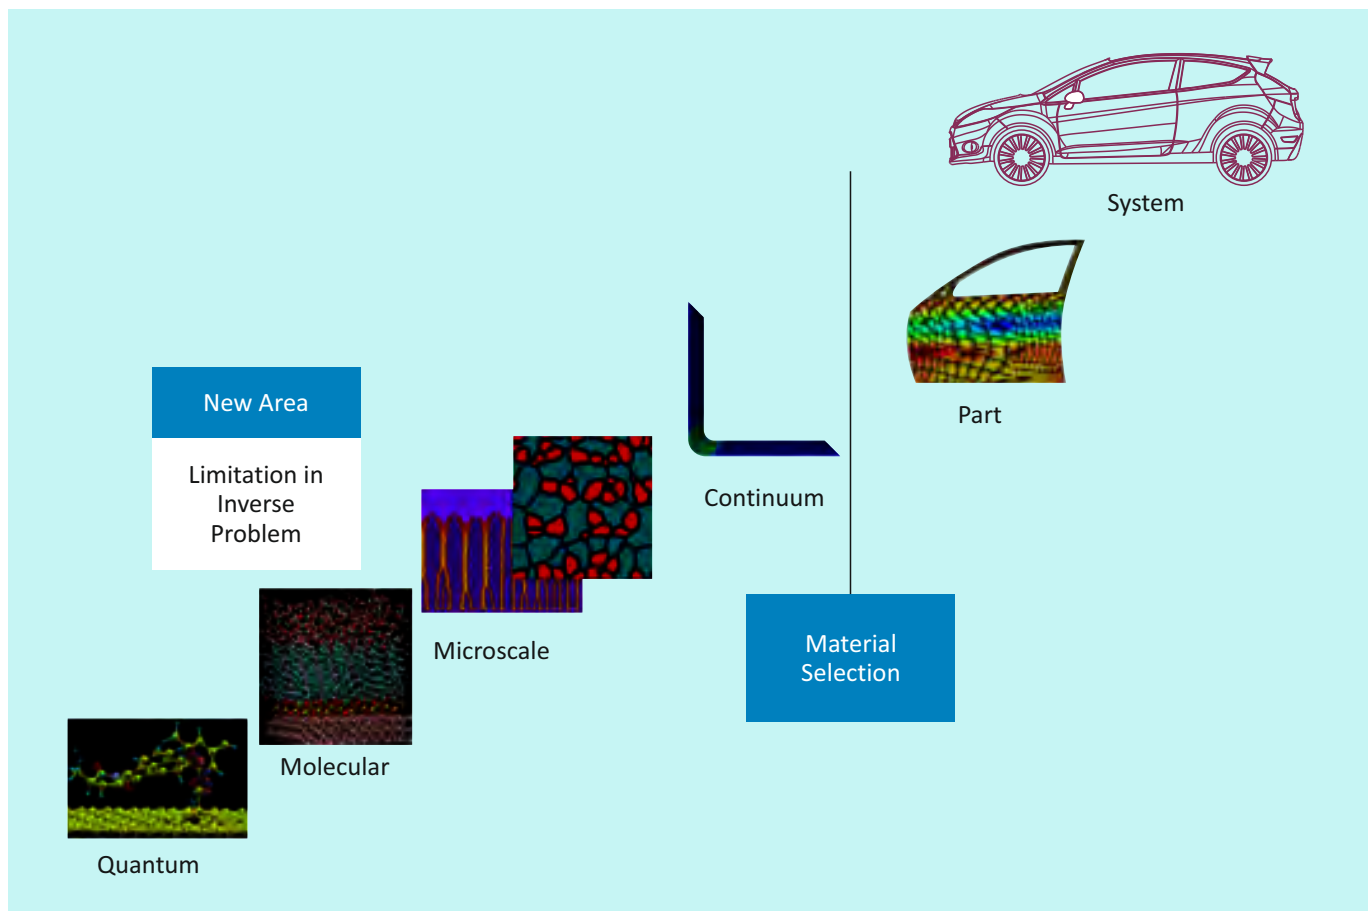 System
Part
New Area
Limitation in
Inverse
Problem
Continuum
Microscale
Material
Selection
Molecular
Quantum